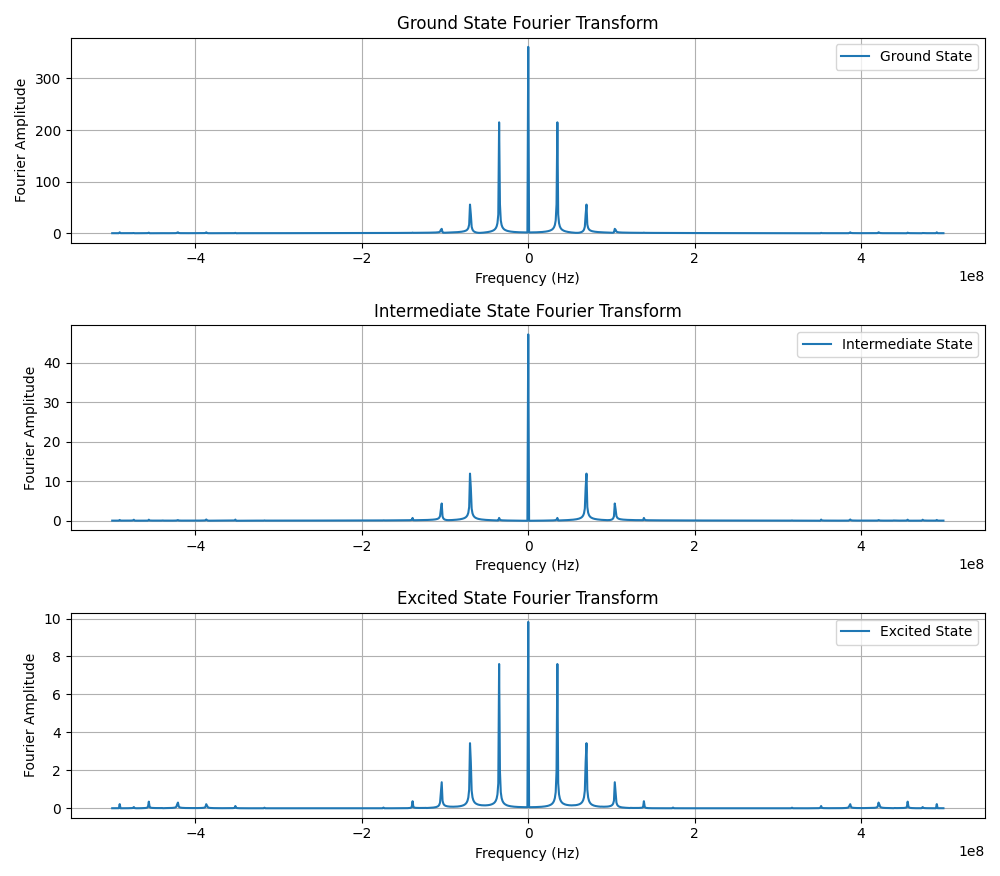 Ground State Fourier Transform
Fourier Amplitude
300
200
100
0
Ground State
−4 −2 0 2 4
1e8
Frequency (Hz)
Intermediate State Fourier Transform
Fourier Amplitude
40
30
20
10
0
Intermediate State
−4 −2 0 2 4
1e8
Frequency (Hz)
Excited State Fourier Transform
Fourier Amplitude
10
8
6
4
2
0
Excited State
−4 −2 0 2 4
1e8
Frequency (Hz)